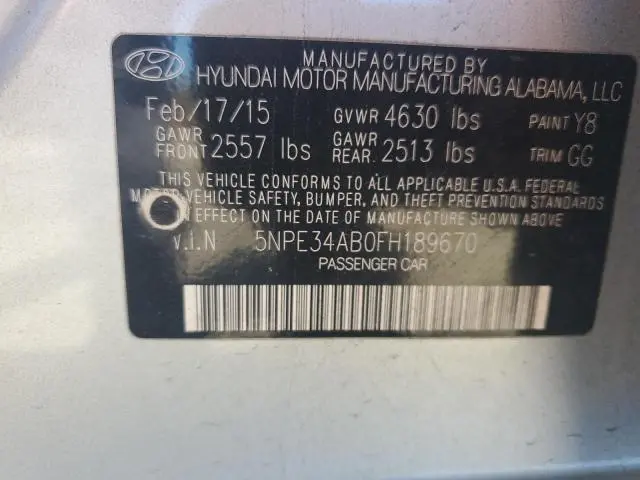 MANUFACTURED BY
HYUNDAI MOTOR MANUFACTURING ALABAMA, LLC
Feb/17/15 GVWR 4630 lbs PAINT Y8
GAWR FRONT 2557 lbs GAWR REAR. 2513 lbs TRIM GG
THIS VEHICLE CONFORMS TO ALL APPLICABLE U.S.A. FEDERAL
MOTOR VEHICLE SAFETY, BUMPER, AND THEFT PREVENTION STANDARDS
IN EFFECT ON THE DATE OF MANUFACTURE SHOWN ABOVE.
V.I.N 5NPE34AB0FH189670
PASSENGER CAR